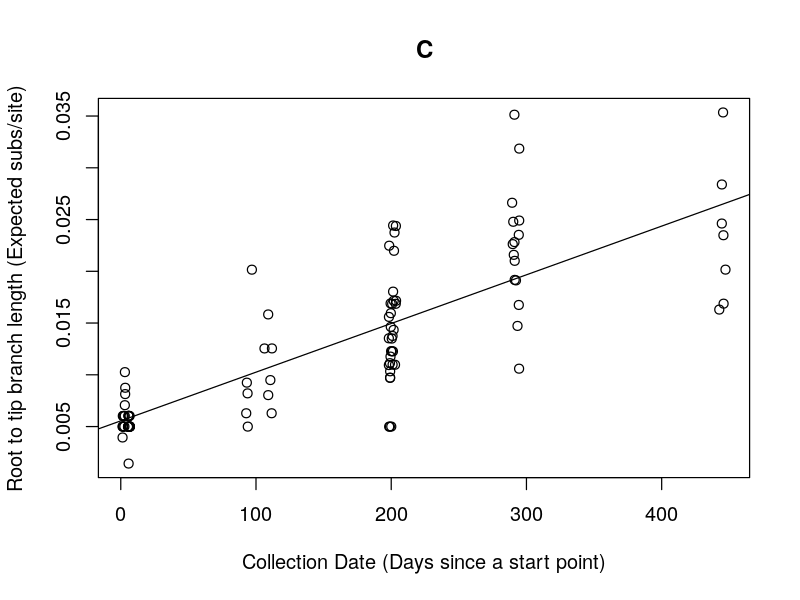 C
Root to tip branch length (Expected subs/site)
0.035
0.025
0.015
0.005
0 100 200 300 400
Collection Date (Days since a start point)